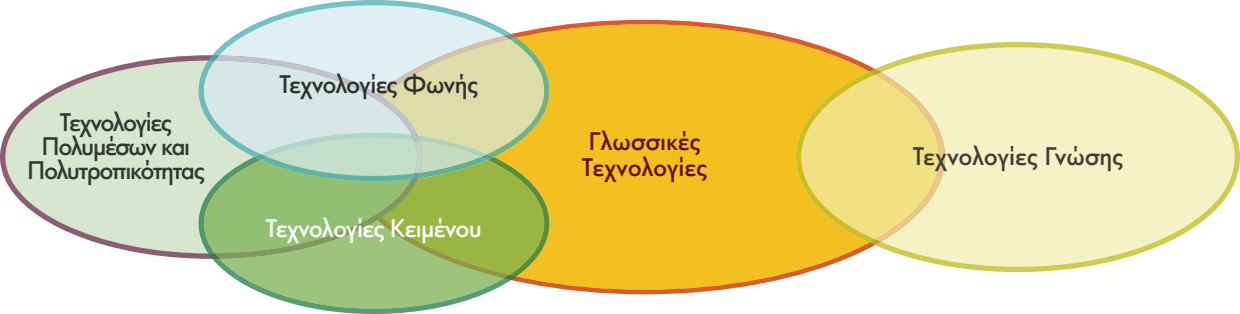 Τεχνολογίες Φωνής
Τεχνολογίες
Πολυμέσων και
Πολυτροπικότητας
Γλωσσικές
Τεχνολογίες
Τεχνολογίες Γνώσης
Τεχνολογίες Κειμένου